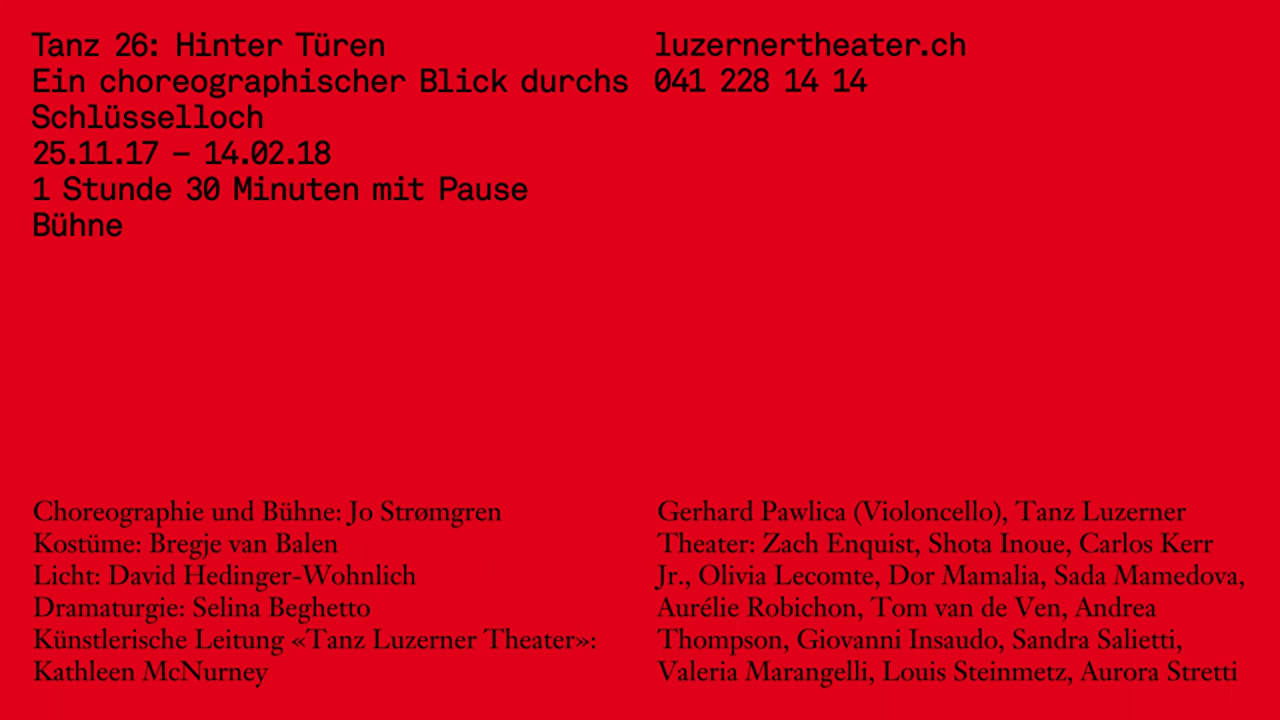 Tanz 26: Hinter Türen
Ein choreographischer Blick durchs
Schlüsselloch
25.11.17 – 14.02.18
1 Stunde 30 Minuten mit Pause
Bühne
luzernertheater.ch
041 228 14 14
Choreographie und Bühne: Jo Strømgren
Kostüme: Bregje van Balen
Licht: David Hedinger-Wohnlich
Dramaturgie: Selina Beghetto
Künstlerische Leitung «Tanz Luzerner Theater»:
Kathleen McNurney
Gerhard Pawlica (Violoncello), Tanz Luzerner
Theater: Zach Enquist, Shota Inoue, Carlos Kerr
Jr., Olivia Lecomte, Dor Mamalia, Sada Mamedova,
Aurélie Robichon, Tom van de Ven, Andrea
Thompson, Giovanni Insaudo, Sandra Salietti,
Valeria Marangelli, Louis Steinmetz, Aurora Stretti